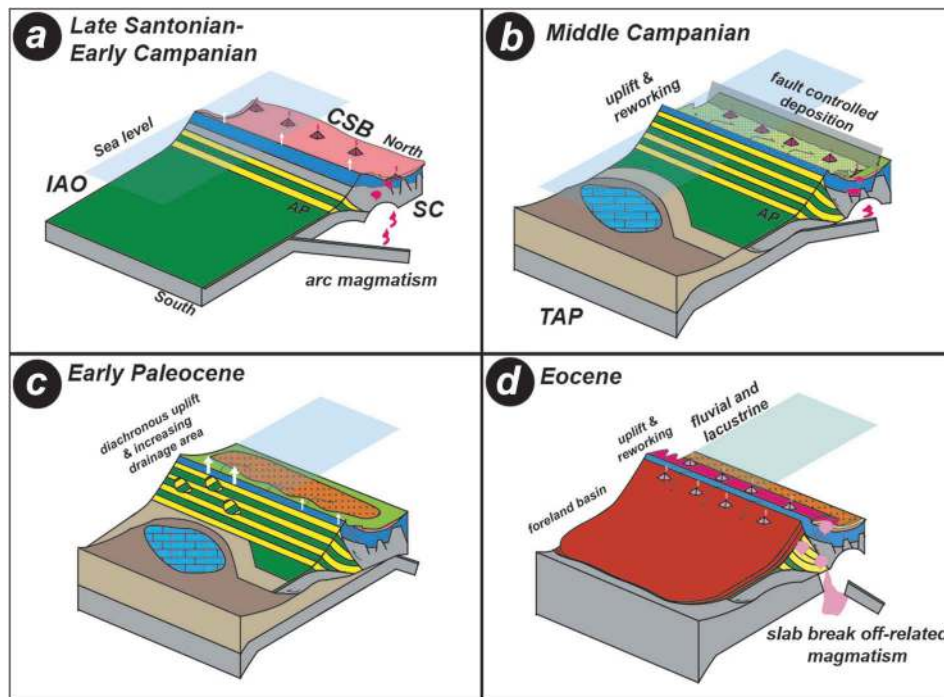 a
Late Santonian-
Early Campanian
Sea level
CSB
North
IAO
AP
SC
South
arc magmatism
b
Middle Campanian
uplift &
reworking
fault controlled
deposition
AP
TAP
c
Early Paleocene
diachronous uplift
& increasing
drainage area
d
Eocene
uplift &
reworking
fluvial and
lacustrine
foreland basin
slab break off-related
magmatism